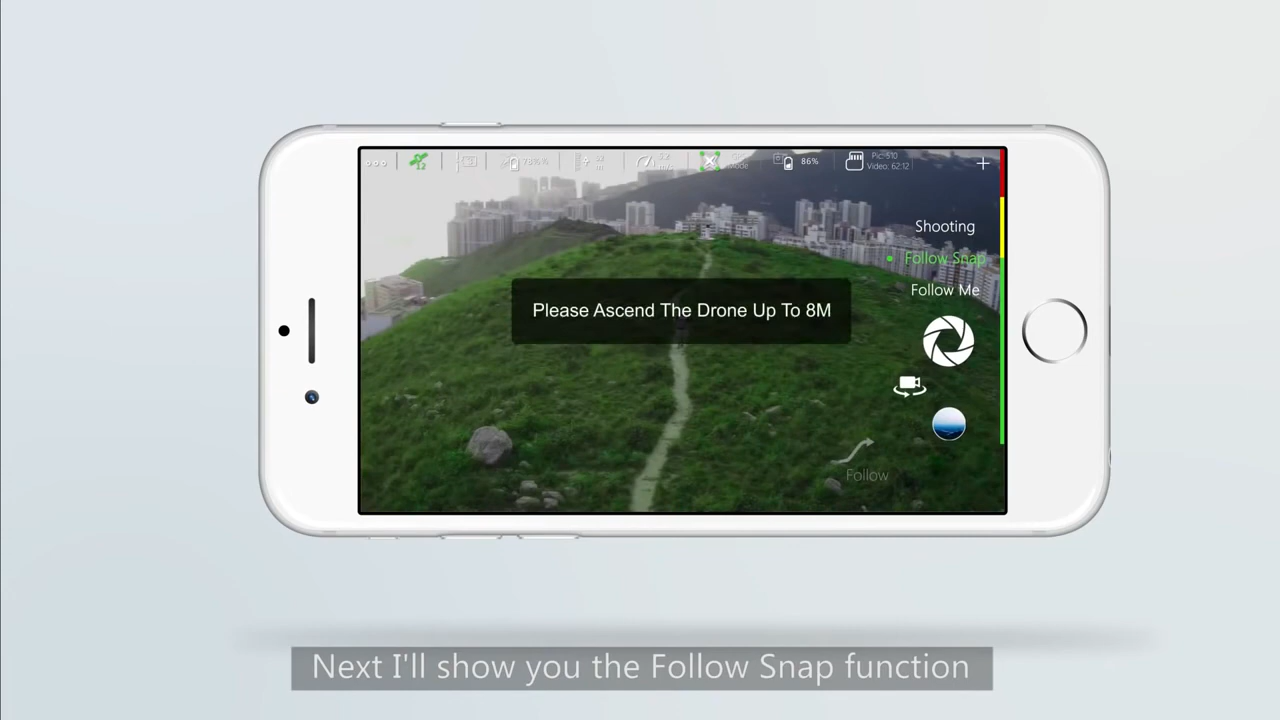 12
86%
Pic: 510
Video: 62:12
Shooting
Follow Snap
Follow Me
Please Ascend The Drone Up To 8M
Follow
Next I'll show you the Follow Snap function